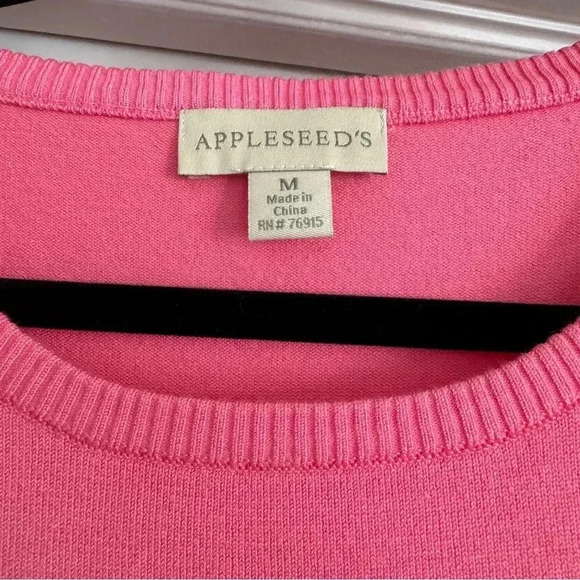 APPLESEED'S
M
Made in
China
RN# 76915